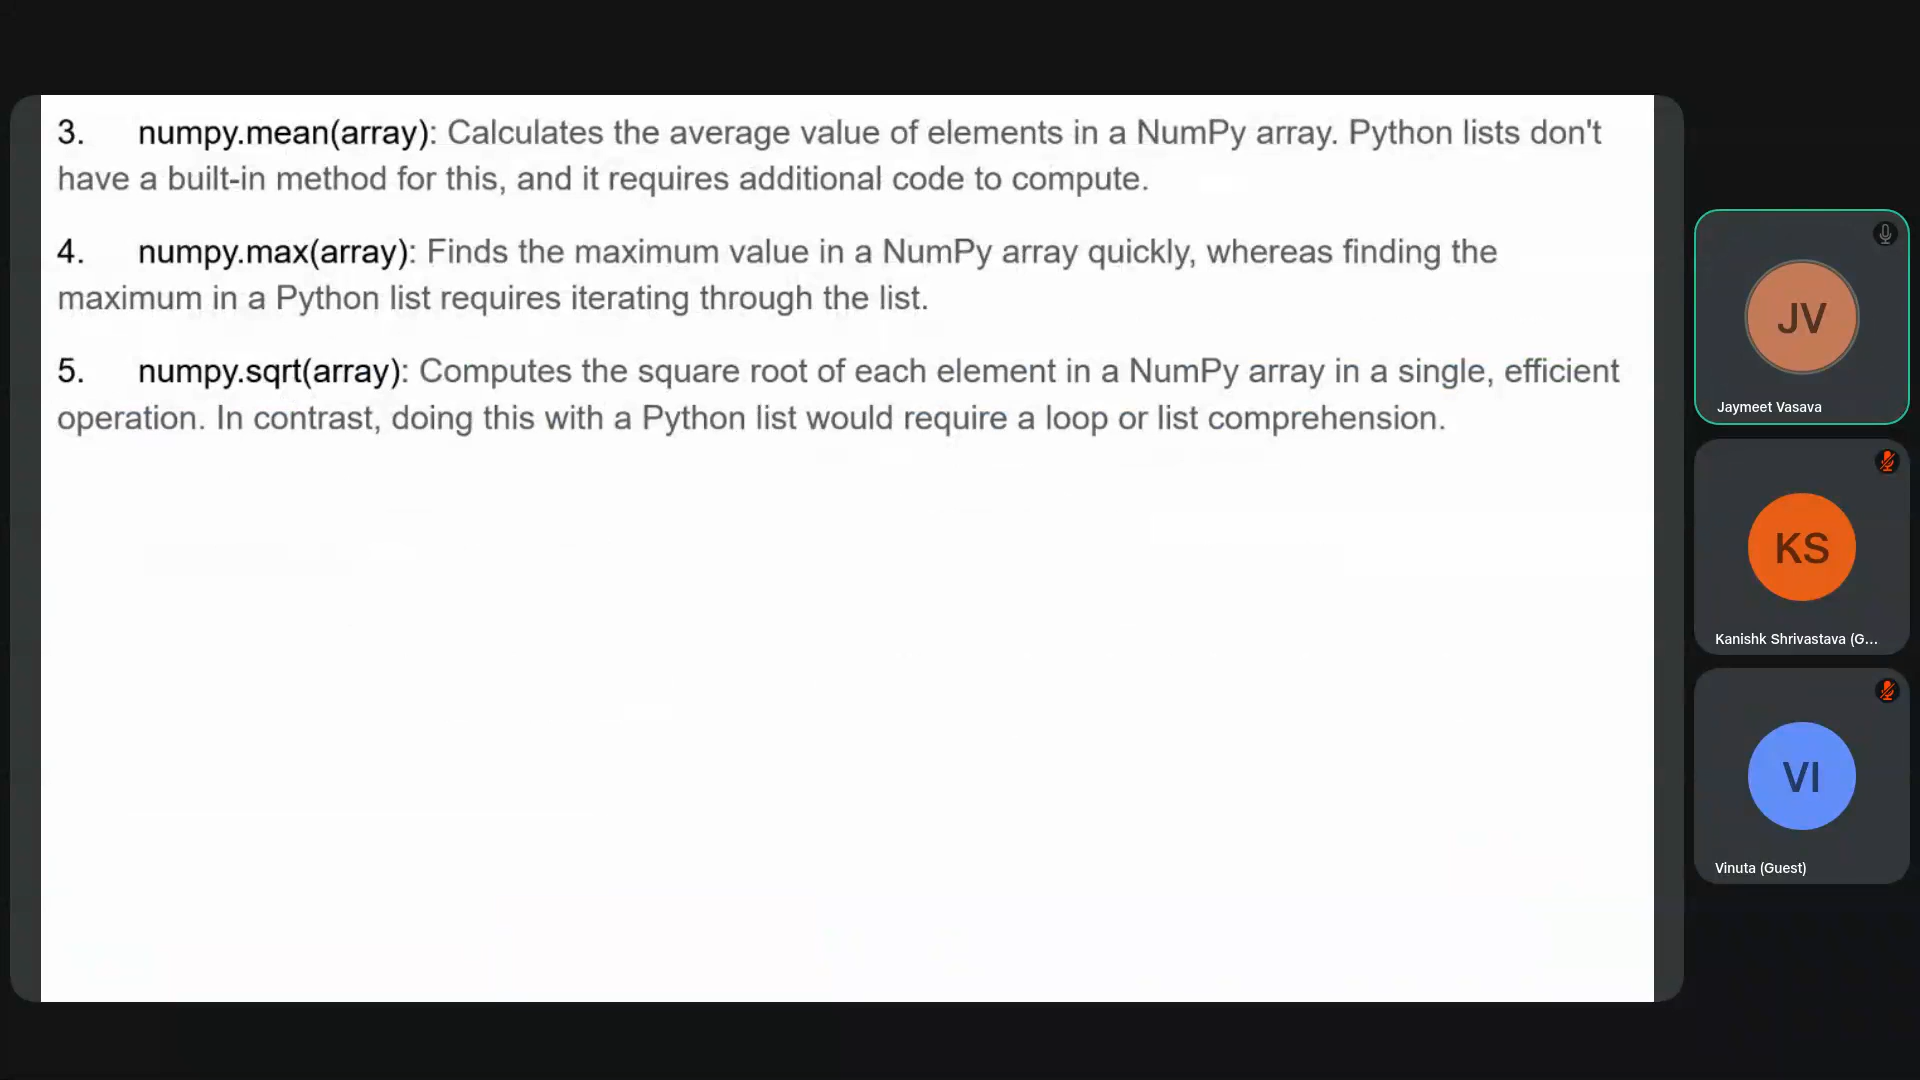 3. numpy.mean(array): Calculates the average value of elements in a NumPy array. Python lists don't
have a built-in method for this, and it requires additional code to compute.
4. numpy.max(array): Finds the maximum value in a NumPy array quickly, whereas finding the
maximum in a Python list requires iterating through the list.
5. numpy.sqrt(array): Computes the square root of each element in a NumPy array in a single, efficient
operation. In contrast, doing this with a Python list would require a loop or list comprehension.
JV
Jaymeet Vasava
KS
Kanishk Shrivastava (G...
VI
Vinuta (Guest)